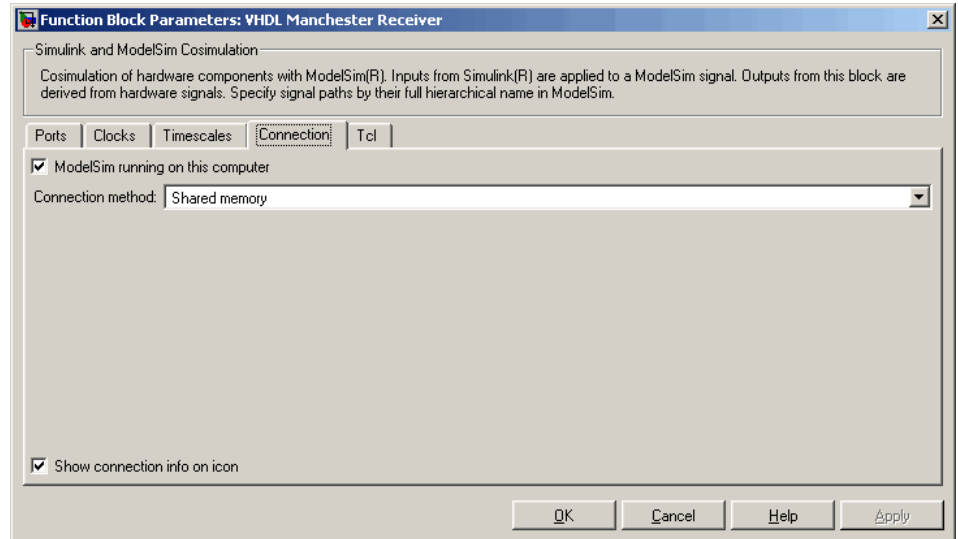 Function Block Parameters: VHDL Manchester Receiver
Simulink and ModelSim Cosimulation
Cosimulation of hardware components with ModelSim(R). Inputs from Simulink(R) are applied to a ModelSim signal. Outputs from this block are
derived from hardware signals. Specify signal paths by their full hierarchical name in ModelSim.
Ports Clocks Timescales Connection Tcl
ModelSim running on this computer
Connection method: Shared memory
Show connection info on icon
OK Cancel Help Apply